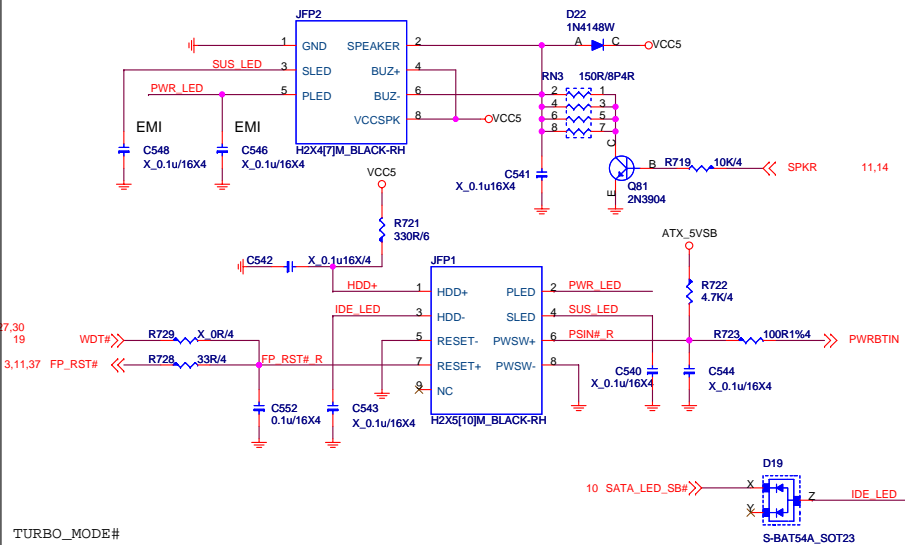 JFP2
1 GND SPEAKER 2
3 SLED BUZ+ 4
5 PLED BUZ- 6
VCCSPK 8
H2X4[7]M_BLACK-RH
SUS_LED
PWR_LED
EMI
C548
X_0.1u/16X4
EMI
C546
X_0.1u/16X4
VCC5
D22
1N4148W
A C
VCC5
RN3 150R/8P4R
2 1
4 3
6 5
8 7
C541
X_0.1u16X4
C
B
E
Q81
2N3904
R719 10K/4
SPKR 11,14
VCC5
R721
330R/6
C542 X_0.1u16X/4
JFP1
HDD+ 1 HDD+ PLED 2 PWR_LED
IDE_LED 3 HDD- SLED 4 SUS_LED
5 RESET- PWSW+ 6 PSIN#_R
7 RESET+ PWSW- 8
9 NC
H2X5[10]M_BLACK-RH
27,30
19 WDT# R729 X_0R/4
3,11,37 FP_RST# R728 33R/4 FP_RST#_R
C552
0.1u/16X4
C543
X_0.1u/16X4
ATX_5VSB
R722
4.7K/4
R723 100R1%4 PWRBTIN
C540
X_0.1u/16X4
C544
X_0.1u/16X4
D19
10 SATA_LED_SB# X
Y
Z IDE_LED
S-BAT54A_SOT23
TURBO_MODE#